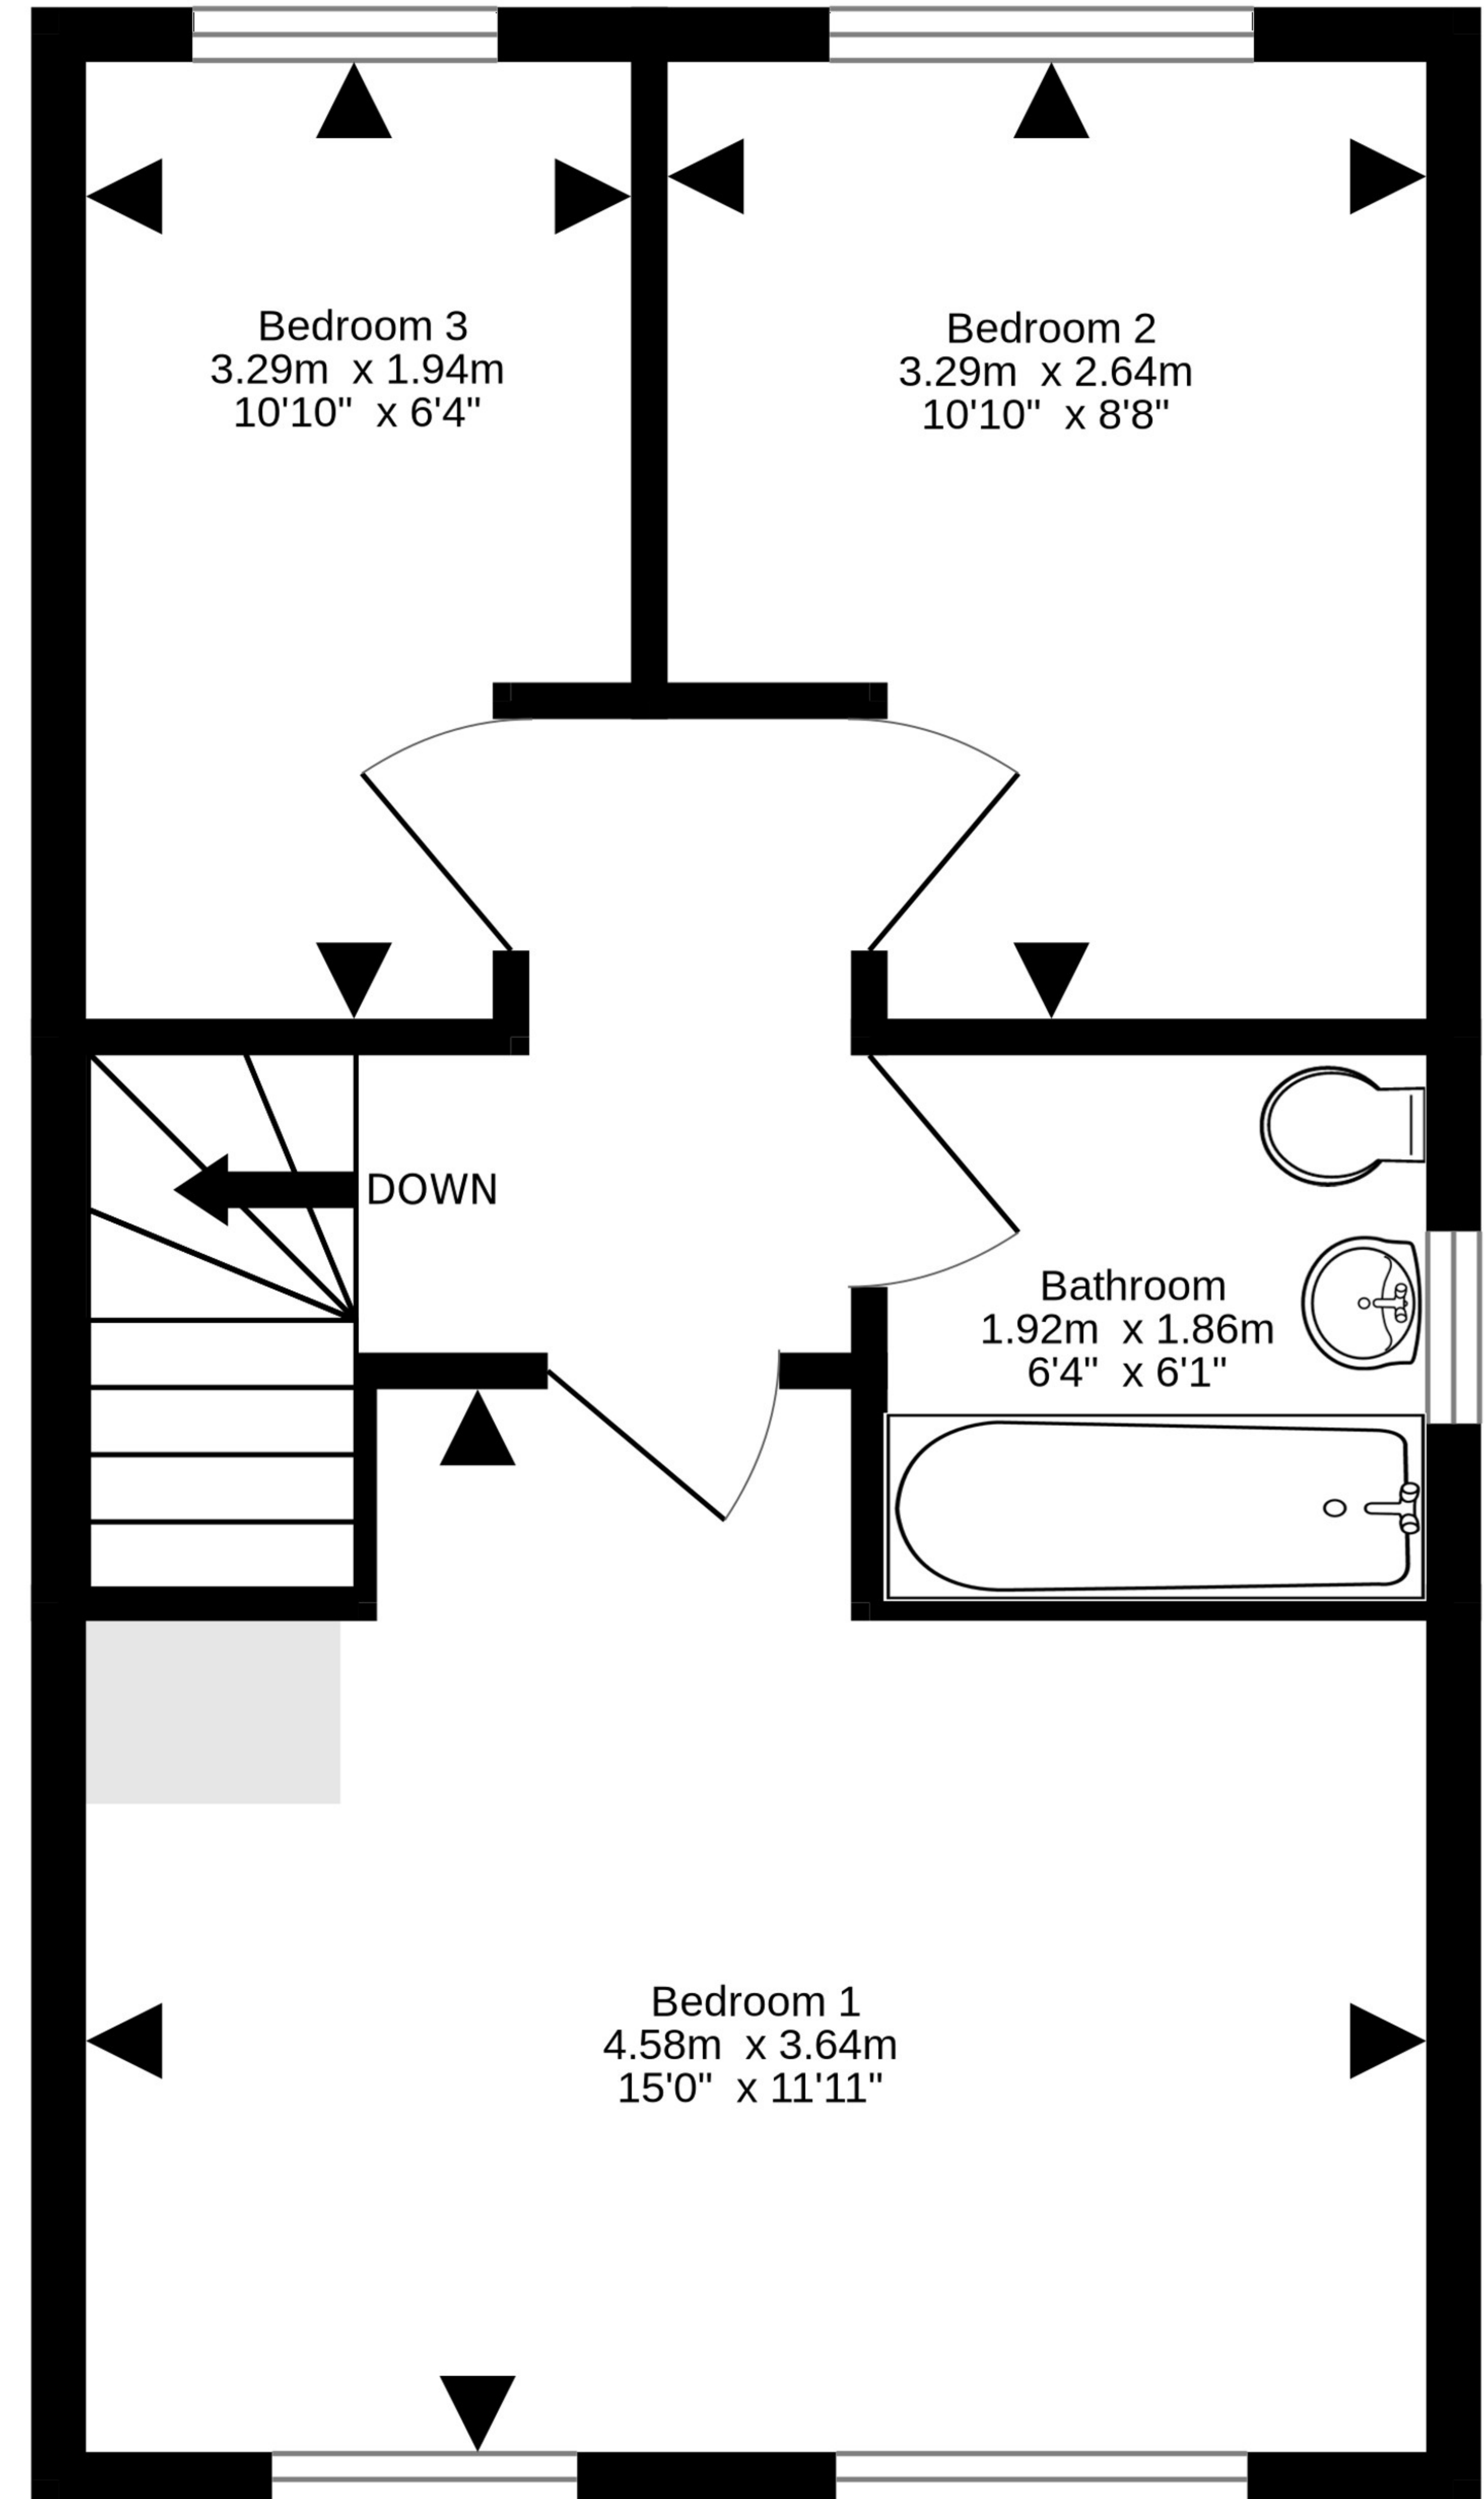 Bedroom 3
3.29m x 1.94m
10'10" x 6'4"
Bedroom 2
3.29m x 2.64m
10'10" x 8'8"
DOWN
Bathroom
1.92m x 1.86m
6'4" x 6'1"
Bedroom 1
4.58m x 3.64m
15'0" x 11'11"